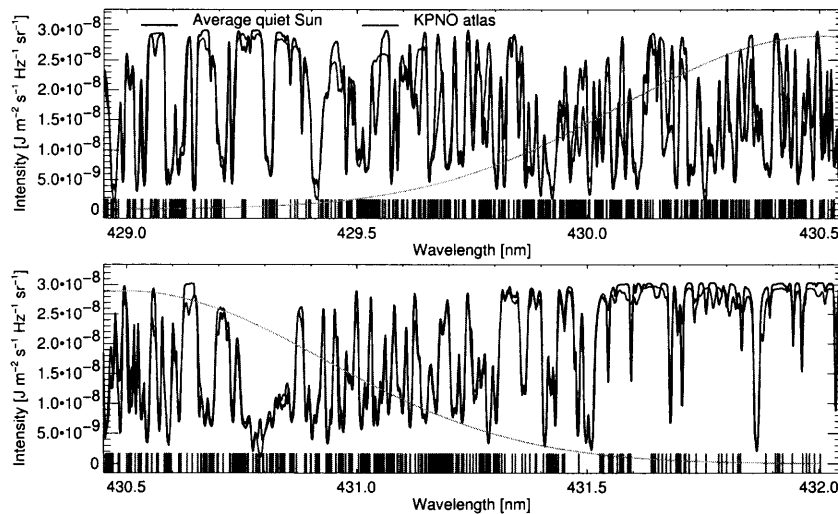 Average quiet Sun
KPNO atlas
Intensity [J m⁻² s⁻¹ Hz⁻¹ sr⁻¹]
3.0•10⁻⁸
2.5•10⁻⁸
2.0•10⁻⁸
1.5•10⁻⁸
1.0•10⁻⁸
5.0•10⁻⁹
0
429.0 429.5 430.0 430.5
Wavelength [nm]
Intensity [J m⁻² s⁻¹ Hz⁻¹ sr⁻¹]
3.0•10⁻⁸
2.5•10⁻⁸
2.0•10⁻⁸
1.5•10⁻⁸
1.0•10⁻⁸
5.0•10⁻⁹
0
430.5 431.0 431.5 432.0
Wavelength [nm]